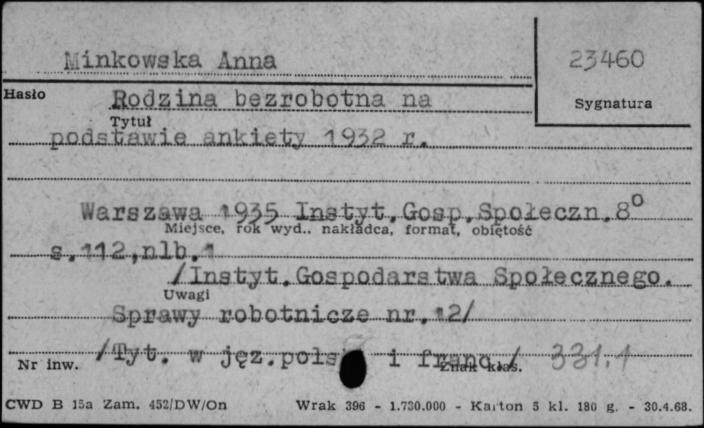 Minkowska Anna
23460
Hasło
Rodzina bezrobotna na
Sygnatura
Tytuł
podstawie ankiety 1932 r.
Warszawa 1935 Instyt.Gosp.Społeczn.8°
Miejsce, rok wyd., nakładca, format, objętość
s.112,nlb.1
/Instyt.Gospodarstwa Społecznego.
Uwagi
Sprawy robotnicze nr.12/
/Tyt. w jęz.pols i franc./ 331.1
Nr inw.
Znak klas.
CWD B 15a Zam. 452/DW/On Wrak 396 - 1.730.000 - Karton 5 kl. 180 g. - 30.4.68.